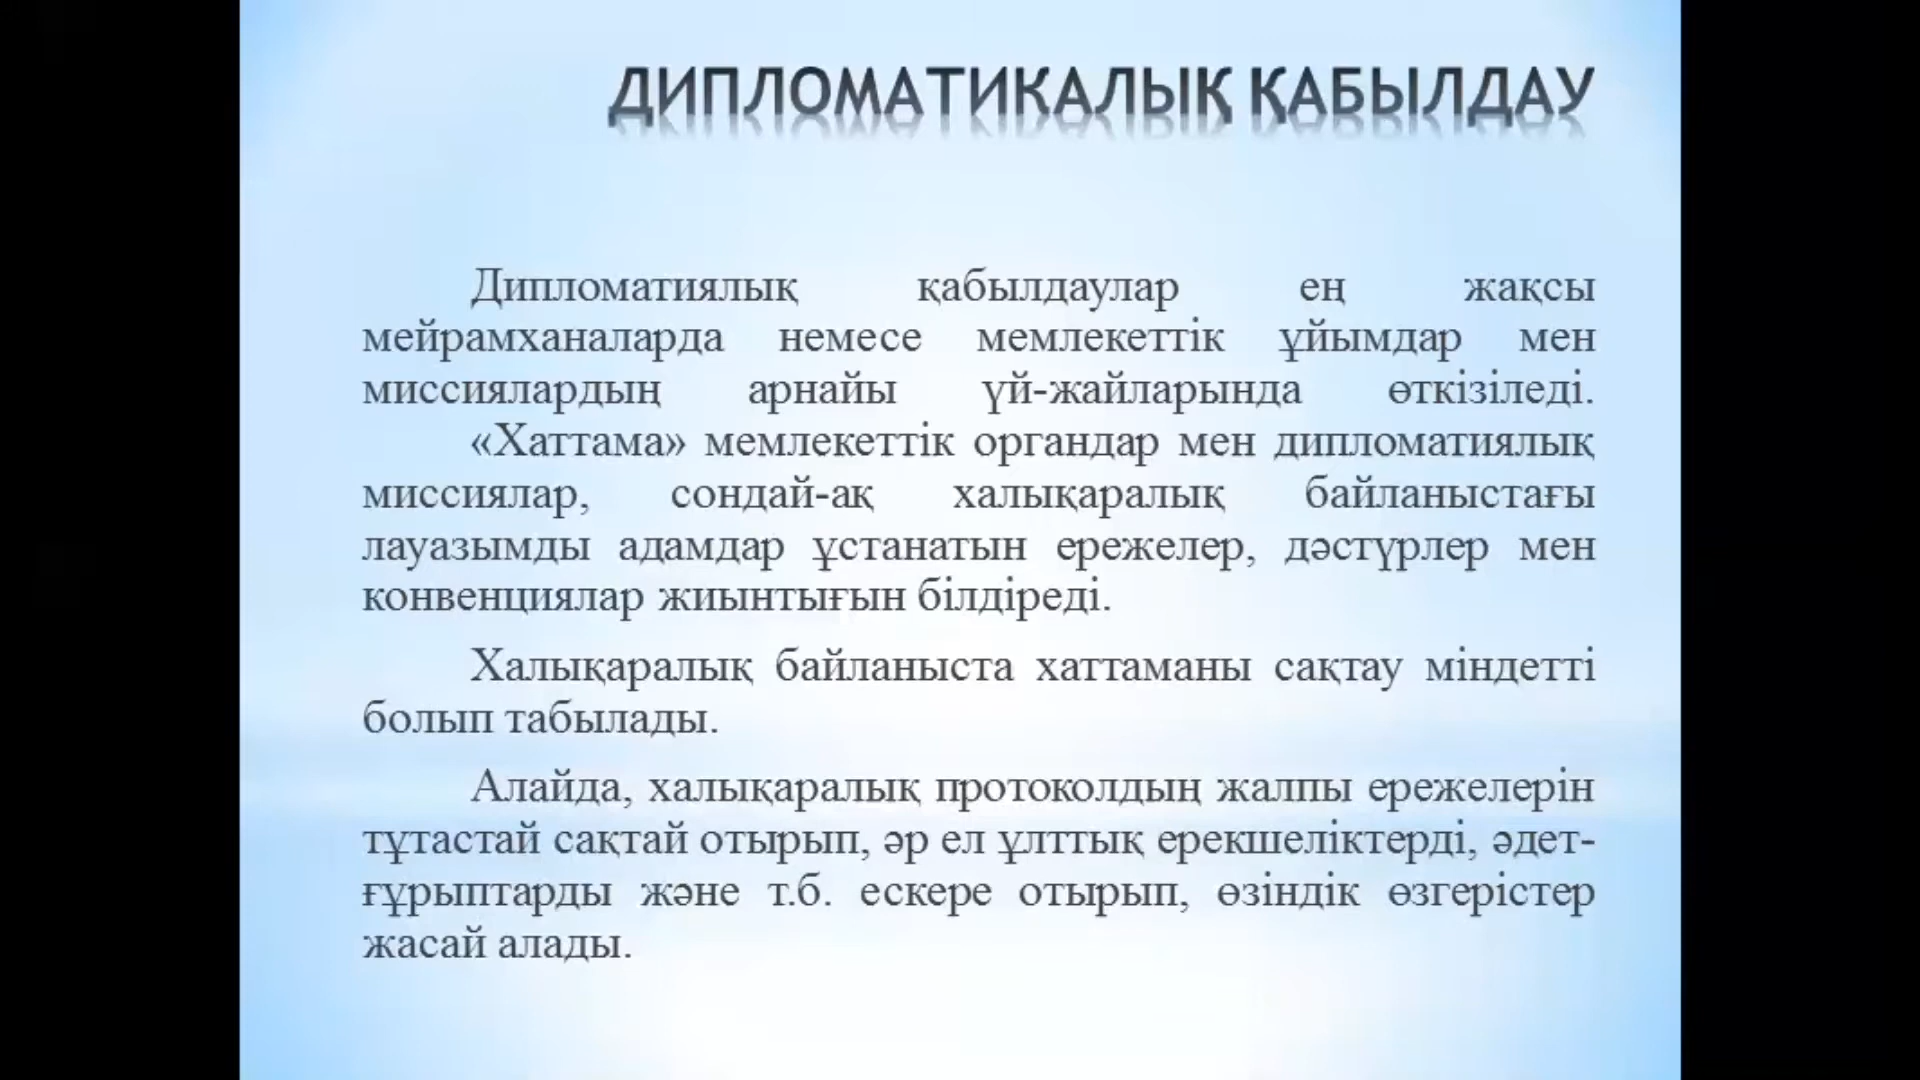 ДИПЛОМАТИКАЛЫҚ ҚАБЫЛДАУ
Дипломатиялық қабылдаулар ең жақсы
мейрамханаларда немесе мемлекеттік ұйымдар мен
миссиялардың арнайы үй-жайларында өткізіледі.
«Хаттама» мемлекеттік органдар мен дипломатиялық
миссиялар, сондай-ақ халықаралық байланыстағы
лауазымды адамдар ұстанатын ережелер, дәстүрлер мен
конвенциялар жиынтығын білдіреді.
Халықаралық байланыста хаттаманы сақтау міндетті
болып табылады.
Алайда, халықаралық протоколдың жалпы ережелерін
тұтастай сақтай отырып, әр ел ұлттық ерекшеліктерді, әдет-
ғұрыптарды және т.б. ескере отырып, өзіндік өзгерістер
жасай алады.